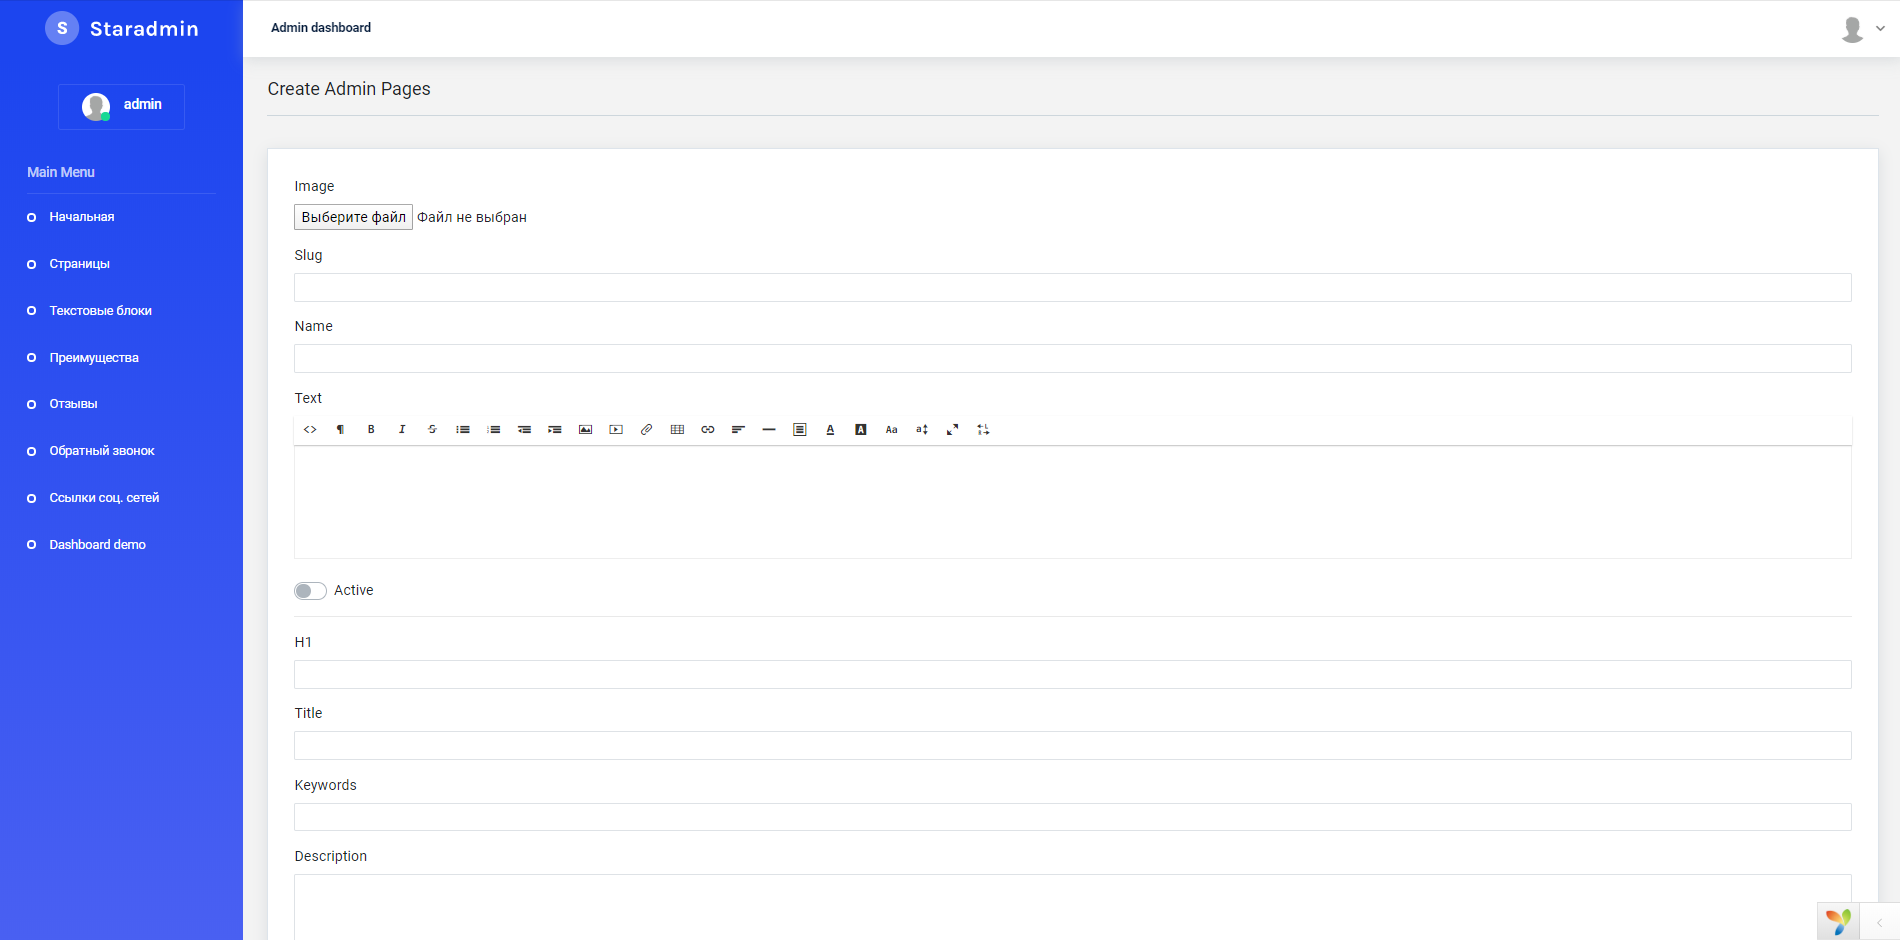 S Staradmin
Admin dashboard
admin
Main Menu
Начальная
Страницы
Текстовые блоки
Преимущества
Отзывы
Обратный звонок
Ссылки соц. сетей
Dashboard demo
Create Admin Pages
Image
Выберите файл Файл не выбран
Slug
Name
Text
Active
H1
Title
Keywords
Description